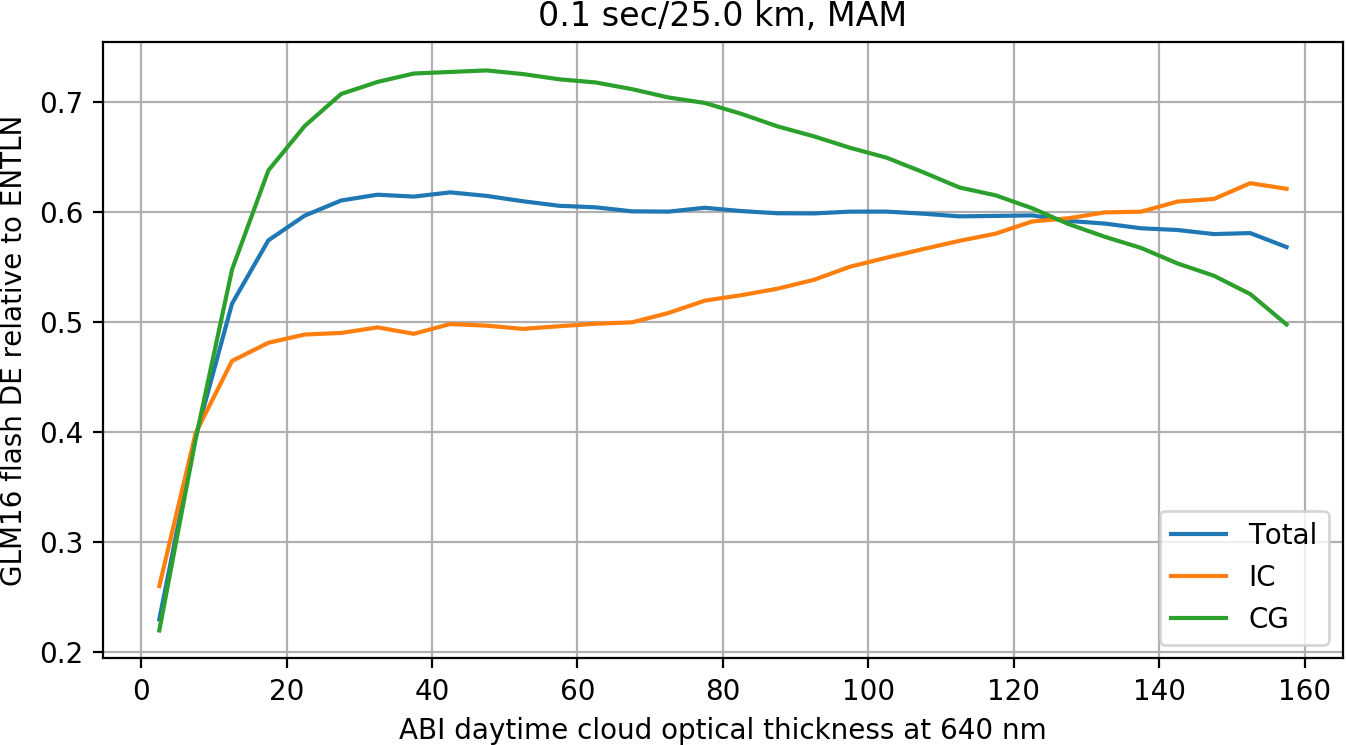 0.1 sec/25.0 km, MAM
GLM16 flash DE relative to ENTLN
0.7
0.6
0.5
0.4
0.3
0.2
Total
IC
CG
0 20 40 60 80 100 120 140 160
ABI daytime cloud optical thickness at 640 nm